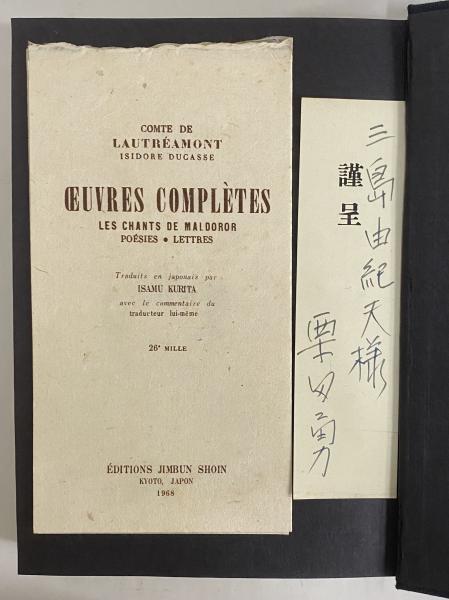 COMTE DE
LAUTRÉAMONT
ISIDORE DUCASSE
ŒUVRES COMPLÈTES
LES CHANTS DE MALDOROR
POÉSIES • LETTRES
Traduits en japonais par
ISAMU KURITA
avec le commentaire du
traducteur lui-même
26e MILLE
ÉDITIONS JIMBUN SHOIN
KYOTO, JAPON
1968
三島由紀夫様
謹呈
栗田勇